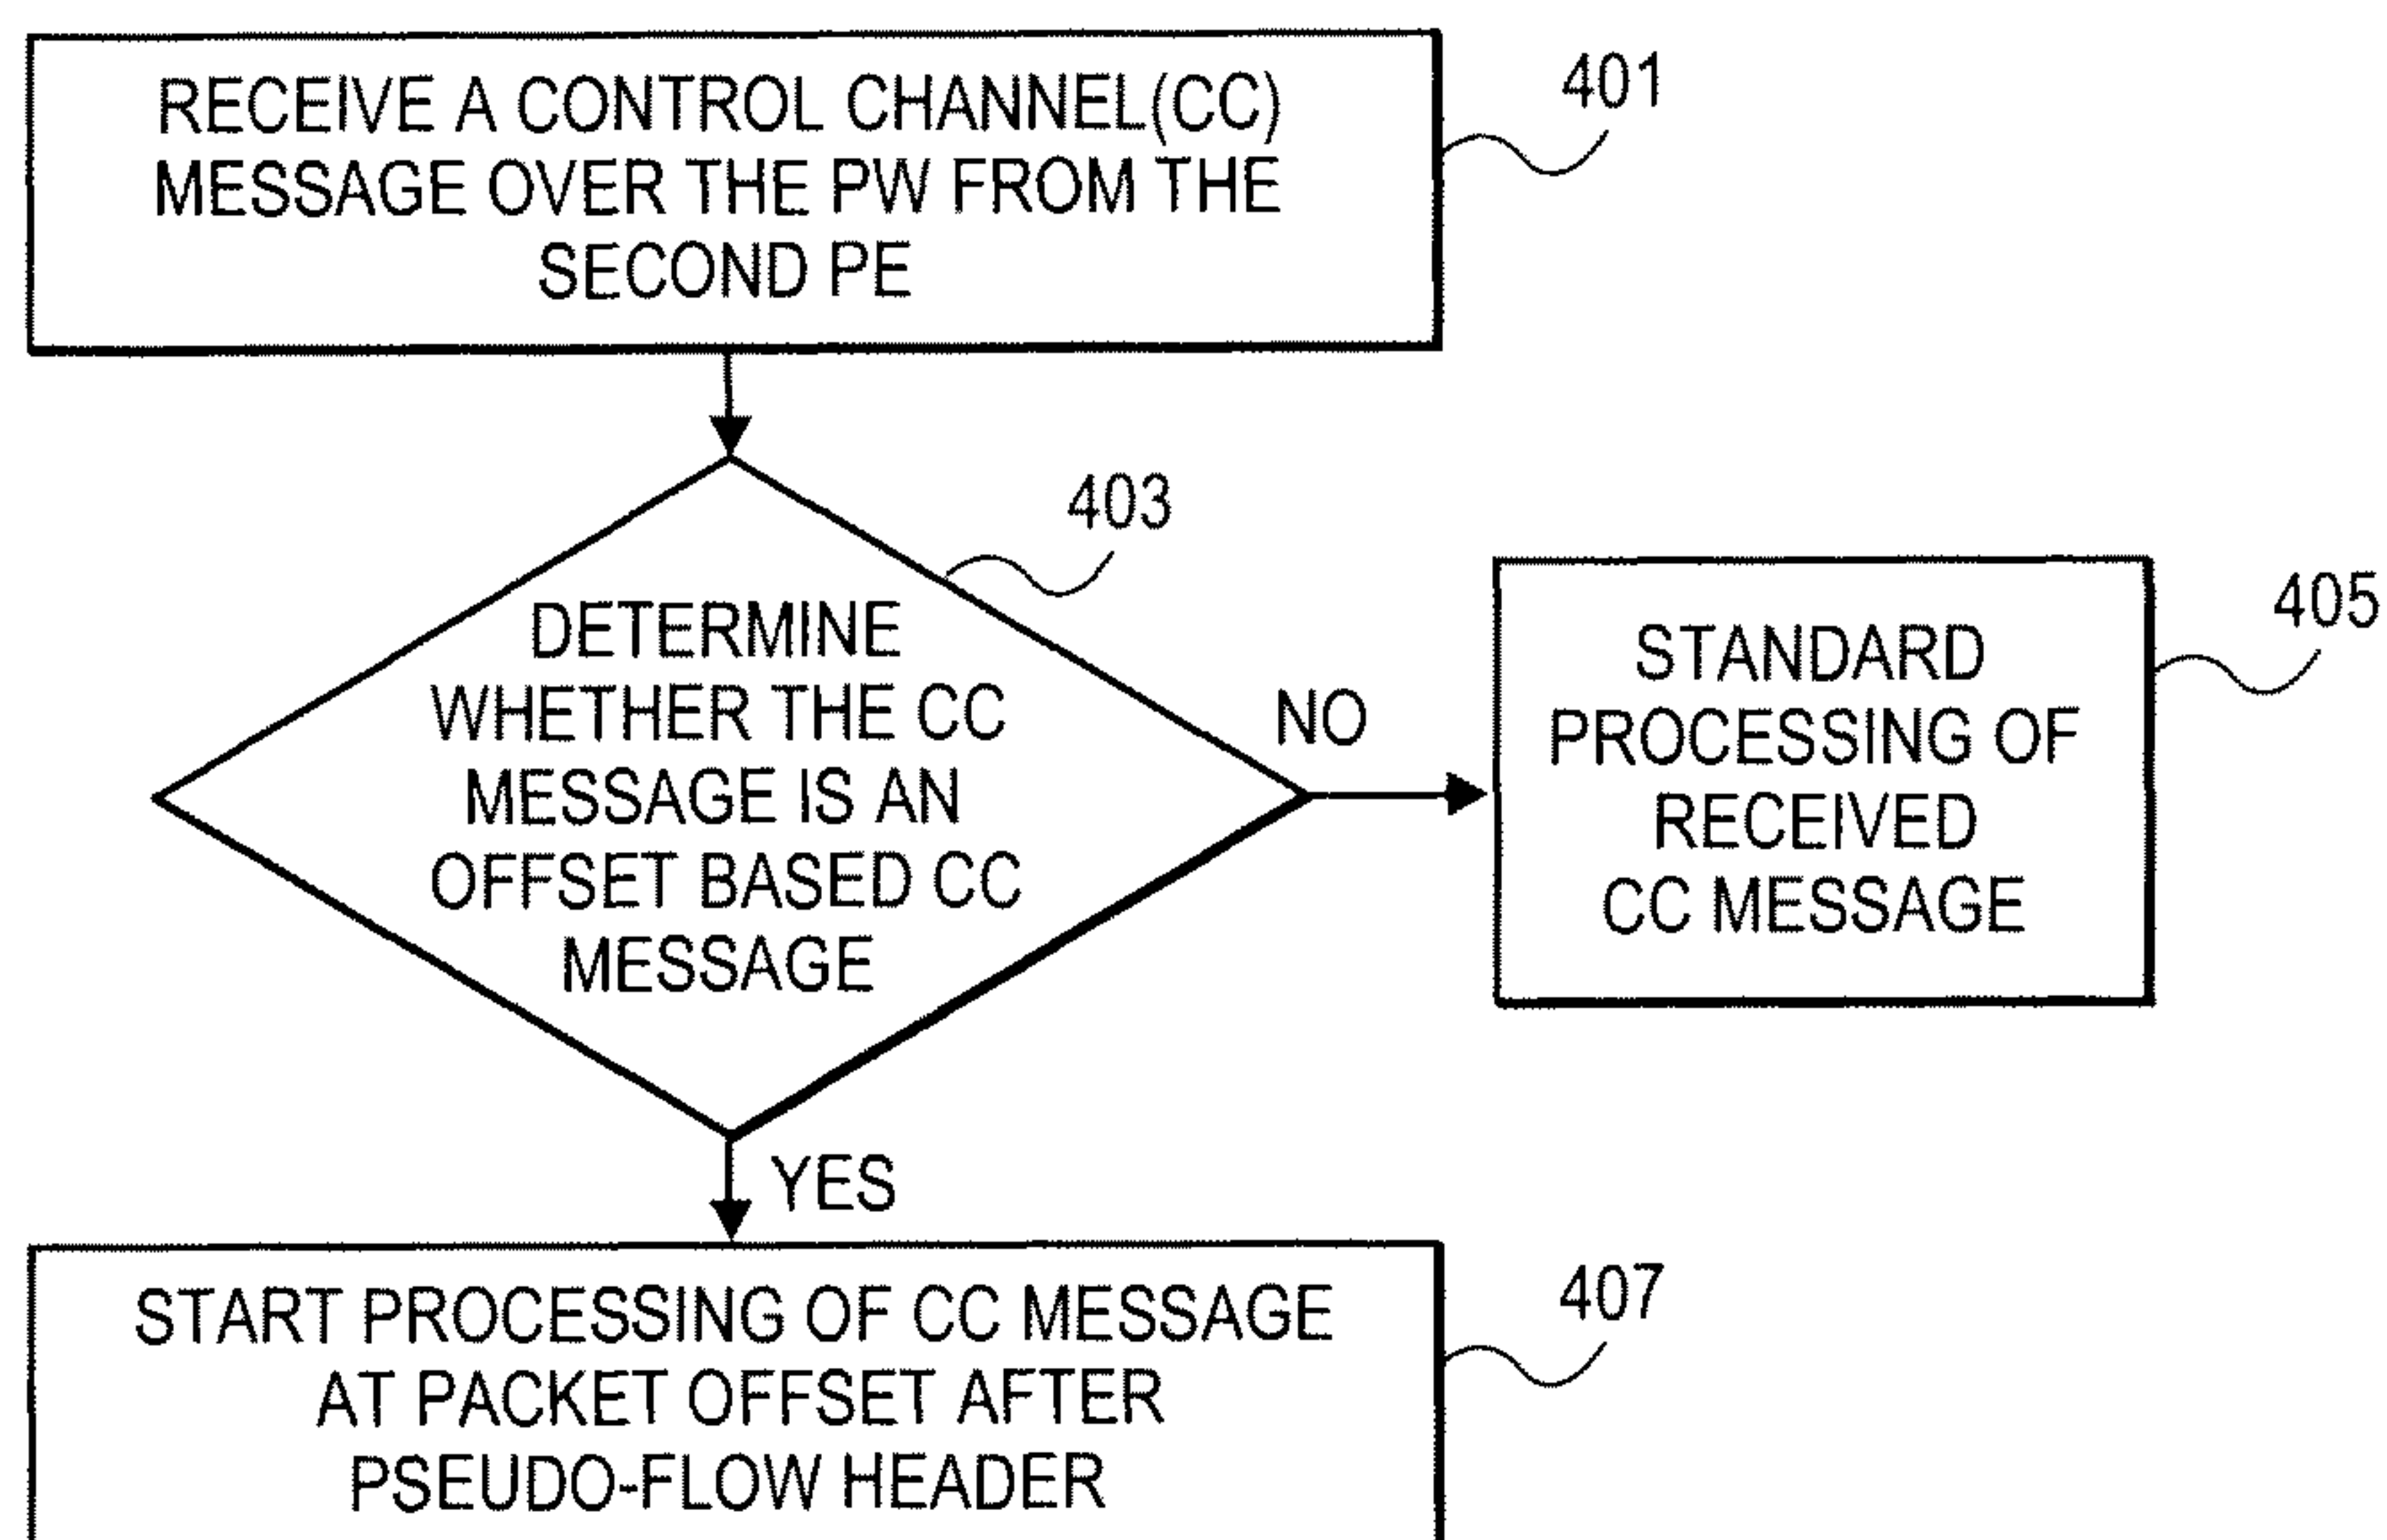 RECEIVE A CONTROL CHANNEL(CC)
MESSAGE OVER THE PW FROM THE
SECOND PE
401
403
DETERMINE
WHETHER THE CC
MESSAGE IS AN
OFFSET BASED CC
MESSAGE
NO
STANDARD
PROCESSING OF
RECEIVED
CC MESSAGE
405
YES
START PROCESSING OF CC MESSAGE
AT PACKET OFFSET AFTER
PSEUDO-FLOW HEADER
407